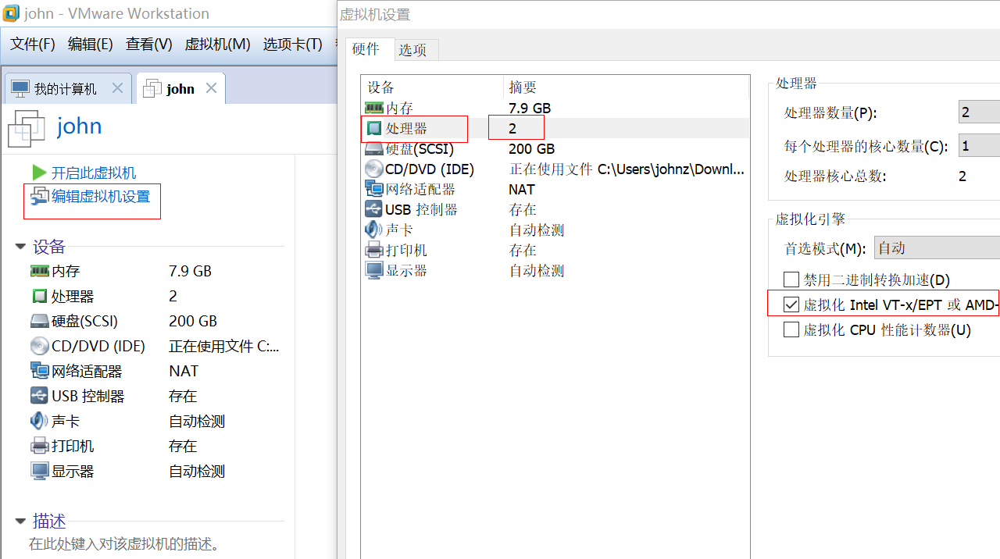 john - VMware Workstation
文件(F) 编辑(E) 查看(V) 虚拟机(M) 选项卡(T)
我的计算机
john
john
开启此虚拟机
编辑虚拟机设置
设备
内存 7.9 GB
处理器 2
硬盘(SCSI) 200 GB
CD/DVD (IDE) 正在使用文件 C:...
网络适配器 NAT
USB 控制器 存在
声卡 自动检测
打印机 存在
显示器 自动检测
描述
在此处键入对该虚拟机的描述。
虚拟机设置
硬件 选项
设备 摘要
内存 7.9 GB
处理器 2
硬盘(SCSI) 200 GB
CD/DVD (IDE) 正在使用文件 C:\Users\johnz\Downl...
网络适配器 NAT
USB 控制器 存在
声卡 自动检测
打印机 存在
显示器 自动检测
处理器
处理器数量(P): 2
每个处理器的核心数量(C): 1
处理器核心总数: 2
虚拟化引擎
首选模式(M): 自动
禁用二进制转换加速(D)
虚拟化 Intel VT-x/EPT 或 AMD-
虚拟化 CPU 性能计数器(U)